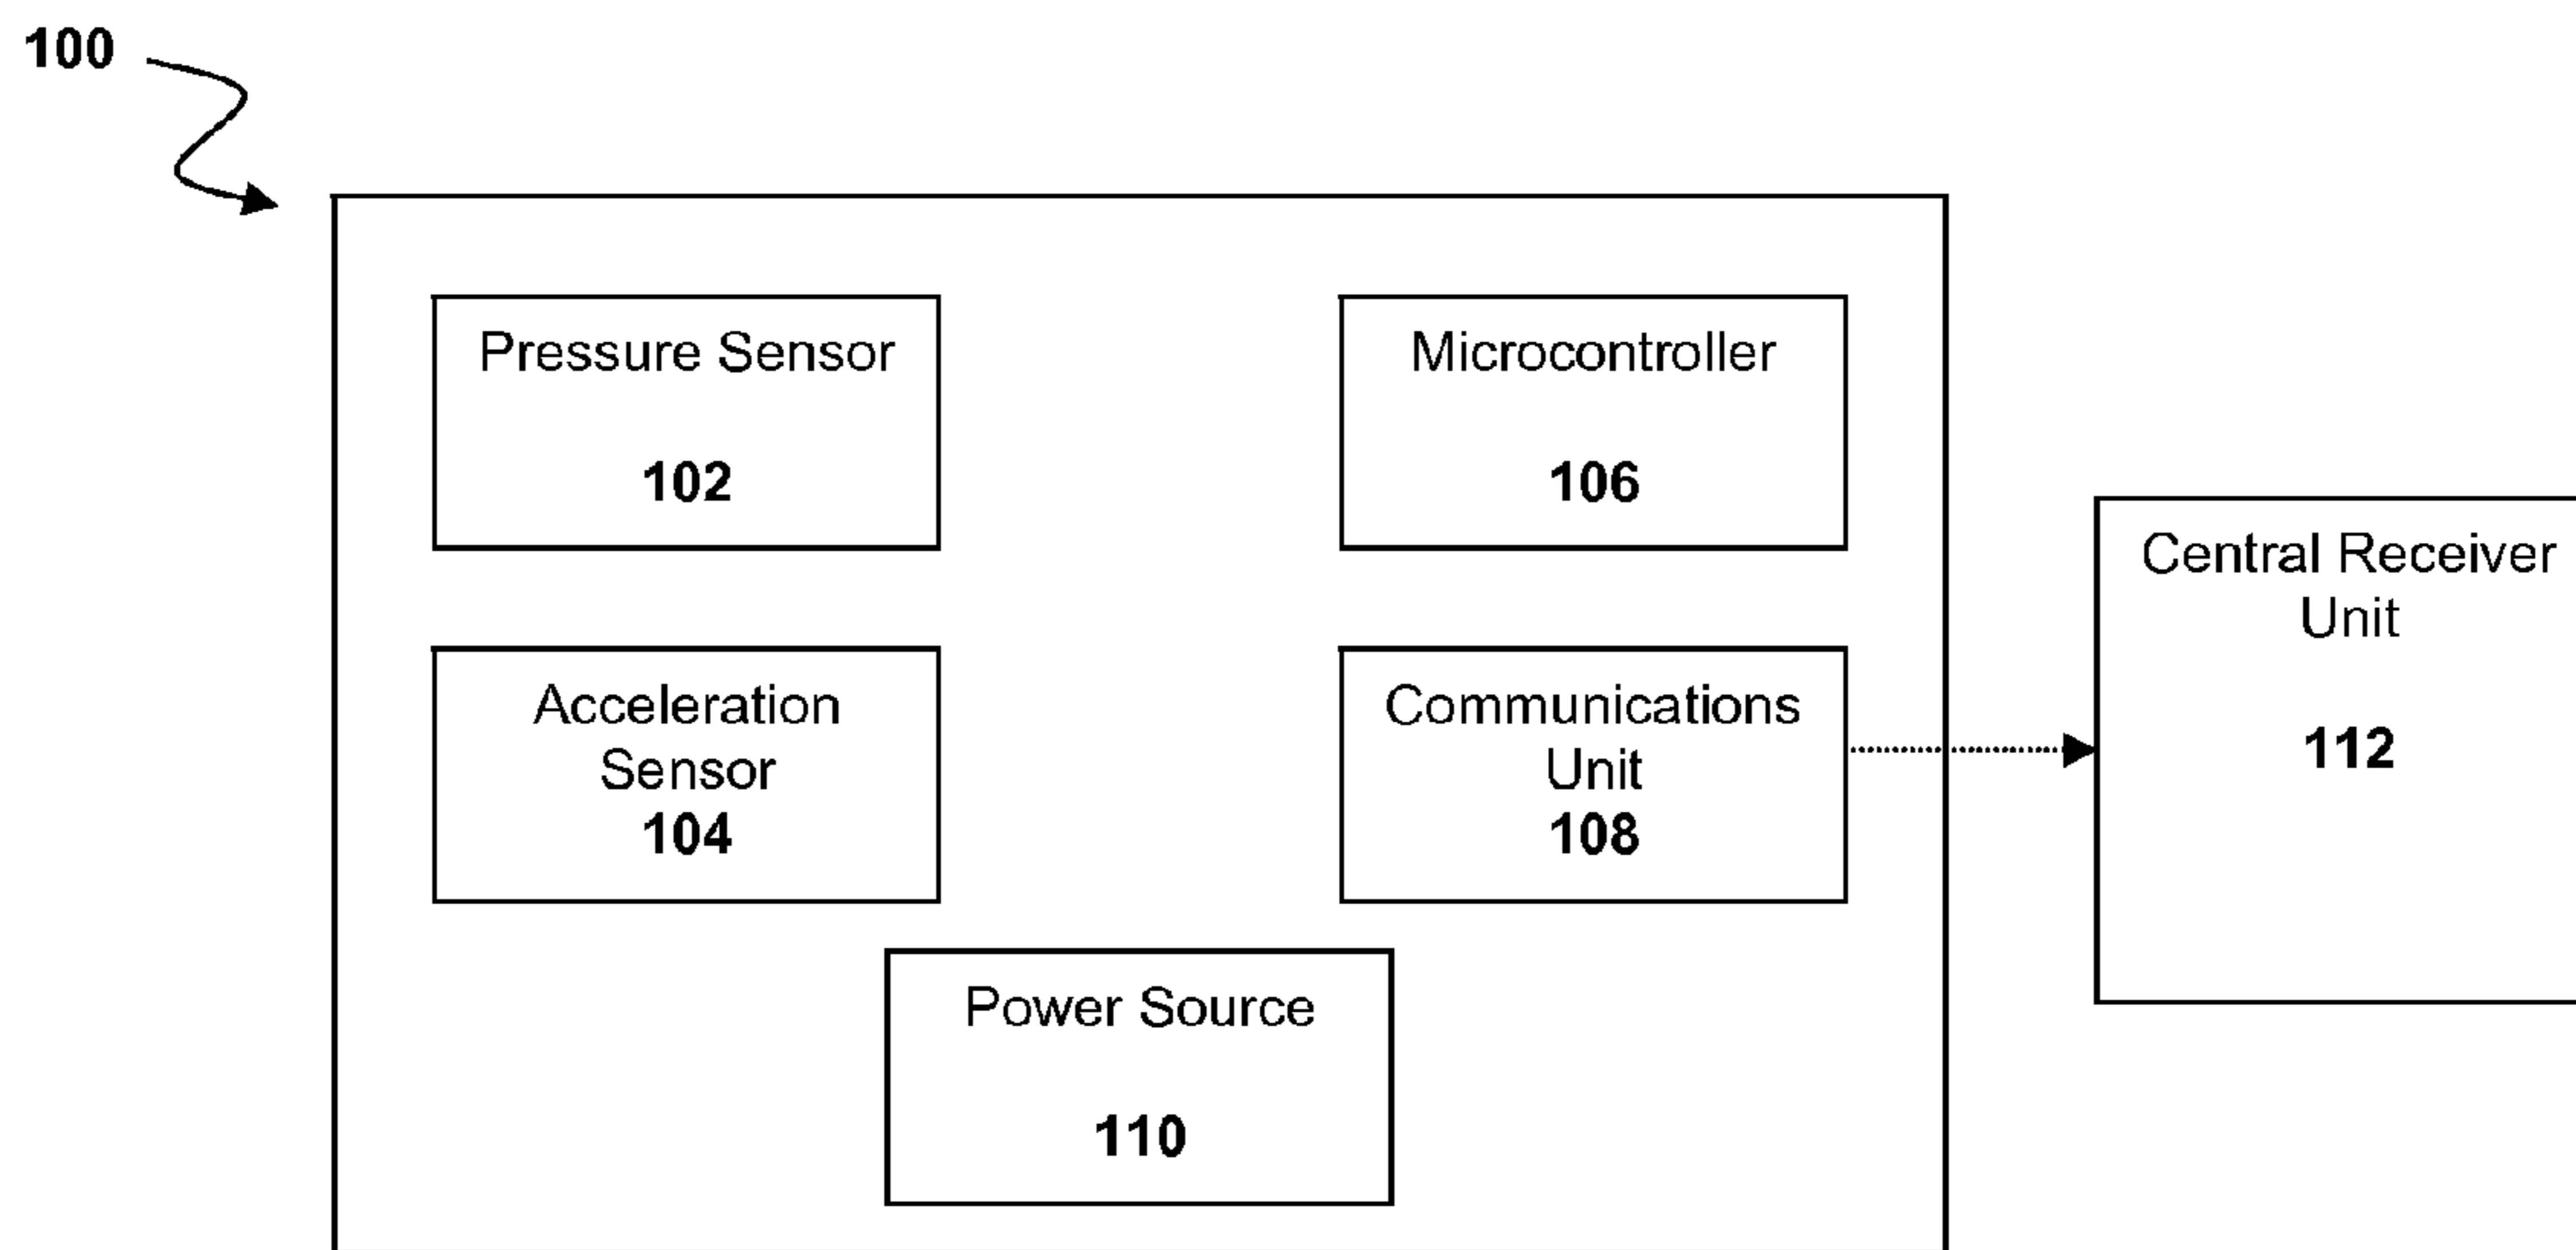 100
Pressure Sensor
102
Microcontroller
106
Acceleration
Sensor
104
Communications
Unit
108
Central Receiver
Unit
112
Power Source
110